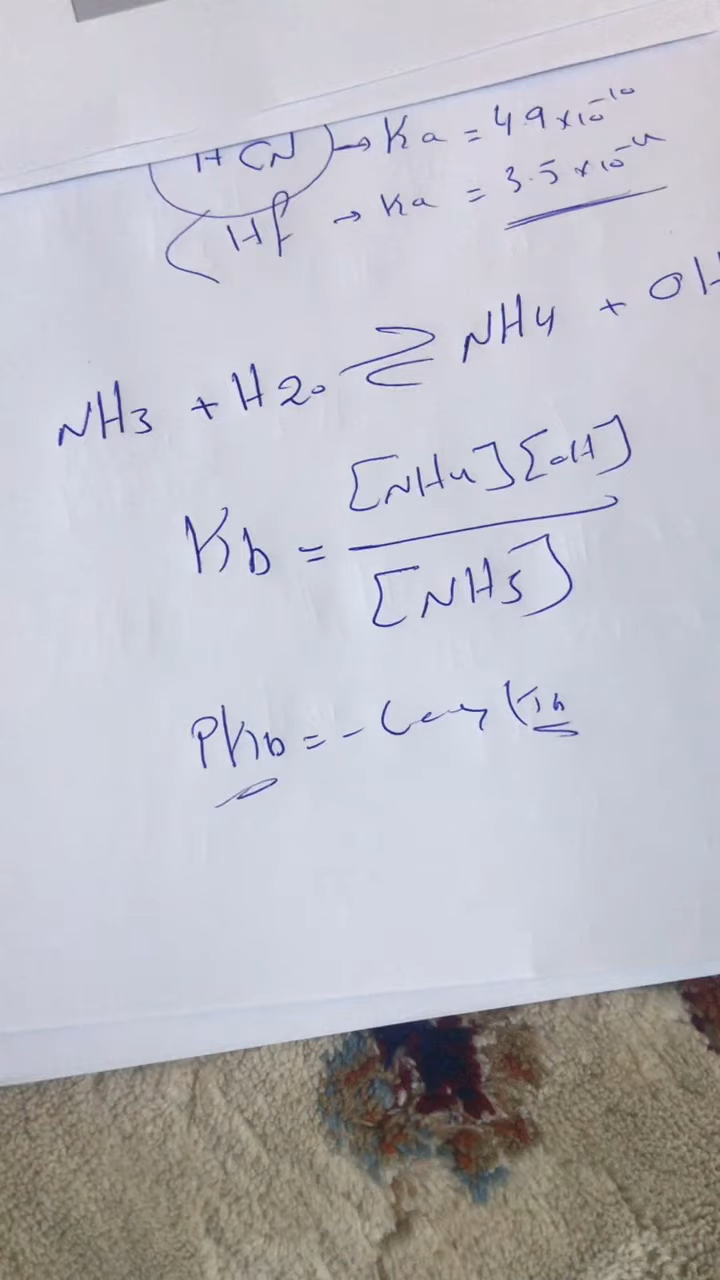 HCN → Ka = 4.9 × 10⁻¹⁰
Hf → Ka = 3.5 × 10⁻⁴
NH3 + H2O ⇌ NH4 + OH
Kb = [NH4][OH]
[NH3]
PKb = - Log Kb